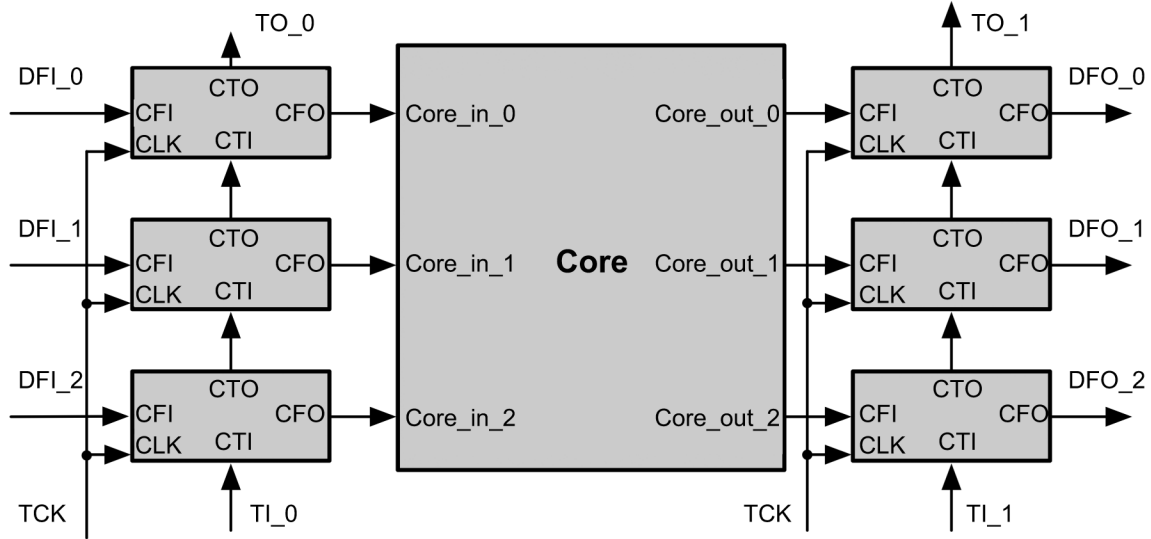 TO_0
TO_1
DFI_0
CTO
CFI
CFO
CTI
CLK
Core_in_0
Core_out_0
CTO
CFI
CFO
CTI
CLK
DFO_0
DFI_1
CTO
CFI
CFO
CTI
CLK
Core_in_1
Core
Core_out_1
CTO
CFI
CFO
CTI
CLK
DFO_1
DFI_2
CTO
CFI
CFO
CTI
CLK
Core_in_2
Core_out_2
CTO
CFI
CFO
CTI
CLK
DFO_2
TCK
TI_0
TCK
TI_1